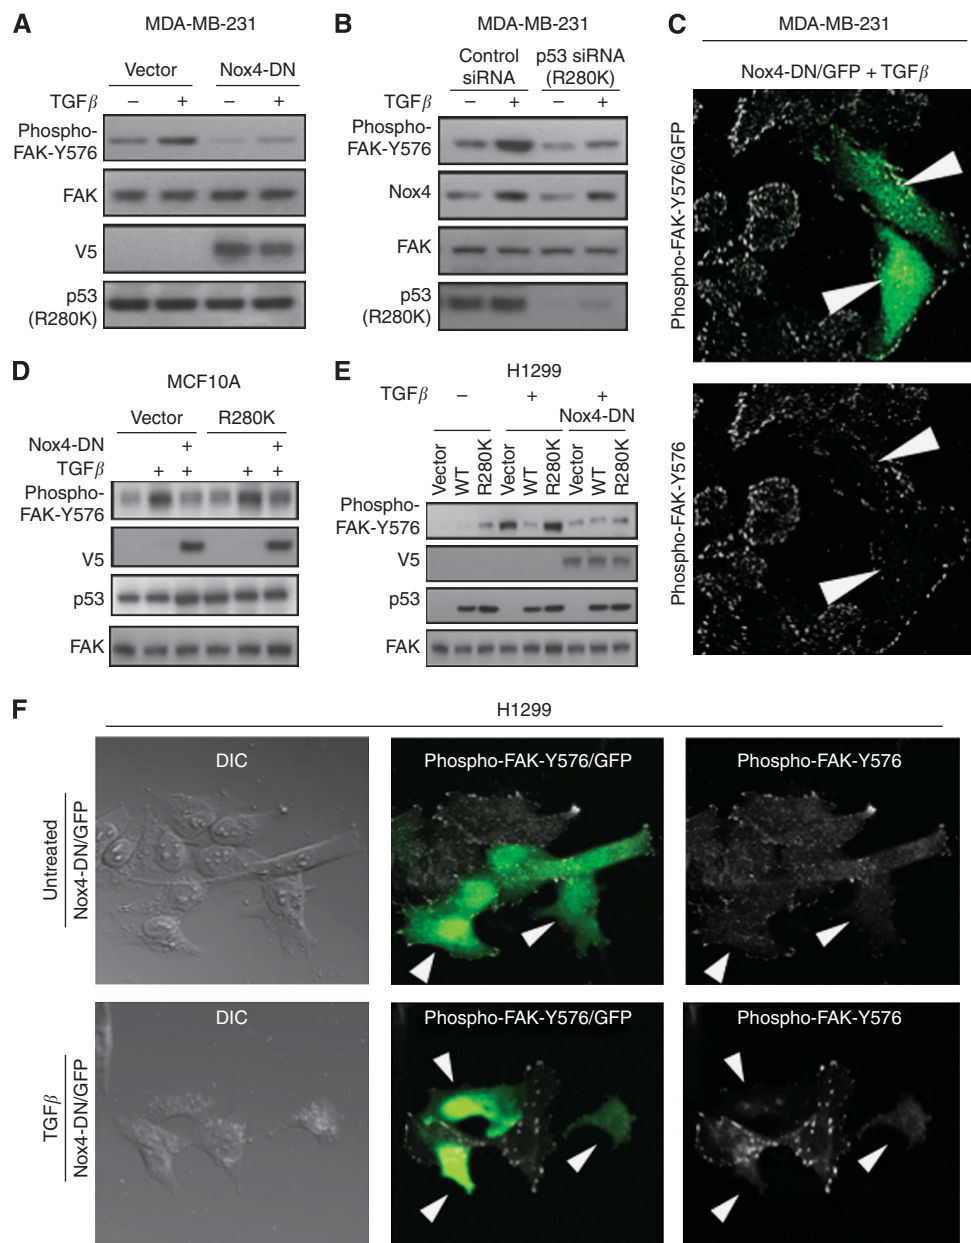 A
MDA-MB-231
Vector Nox4-DN
TGFβ – + – +
Phospho-
FAK-Y576
FAK
V5
p53
(R280K)
B
MDA-MB-231
Control p53 siRNA
siRNA (R280K)
TGFβ – + – +
Phospho-
FAK-Y576
Nox4
FAK
p53
(R280K)
C
MDA-MB-231
Nox4-DN/GFP + TGFβ
Phospho-FAK-Y576/GFP
Phospho-FAK-Y576
D
MCF10A
Vector R280K
Nox4-DN + +
TGFβ + + + +
Phospho-
FAK-Y576
V5
p53
FAK
E
H1299
TGFβ – + +
Nox4-DN
Vector WT R280K Vector WT R280K Vector WT R280K
Phospho-
FAK-Y576
V5
p53
FAK
F
H1299
Untreated
Nox4-DN/GFP
DIC
Phospho-FAK-Y576/GFP
Phospho-FAK-Y576
TGFβ
Nox4-DN/GFP
DIC
Phospho-FAK-Y576/GFP
Phospho-FAK-Y576